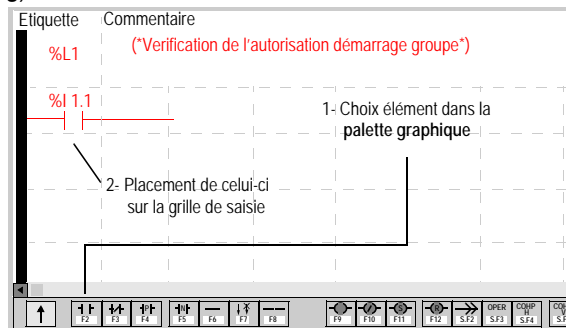 Etiquette Commentaire
%L1 (*Verification de l'autorisation démarrage groupe*)
%I 1.1
1- Choix élément dans la
palette graphique
2- Placement de celui-ci
sur la grille de saisie
P N S R OPER COHP
H
F2 F3 F4 F5 F6 F7 F8 F9 F10 F11 F12 S.F2 S.F3 S.F4